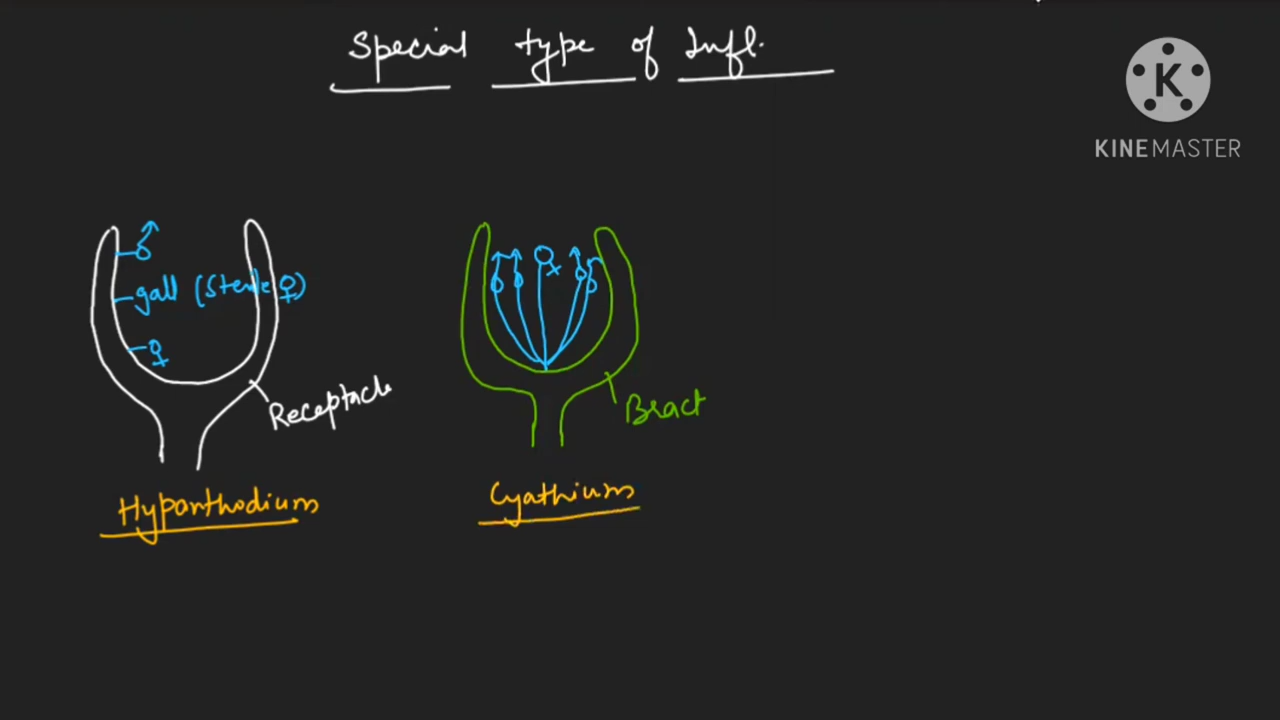 Special type of Infl.
K
KINEMASTER
♂
gall (Sterile ♀)
♀
Receptacle
Bract
Hypanthodium
Cyathium